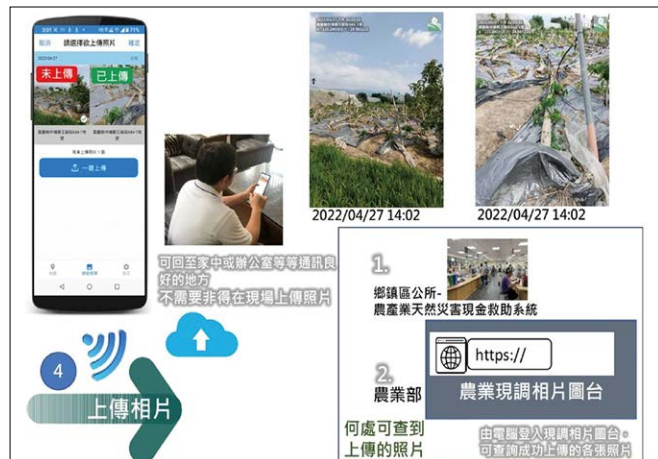 3:01
71%
取消
請選擇欲上傳照片
確定
2022/04/27
未上傳
已上傳
一鍵上傳
2022/04/27 14:02
2022/04/27 14:02
可回至家中或辦公室等等通訊良
好的地方
不需要非得在現場上傳照片
4
上傳相片
1.
鄉鎮區公所-
農產業天然災害現金救助系統
2.
農業部
https://
農業現調相片圖台
何處可查到
上傳的照片
由電腦登入現調相片圖台,
可查詢成功上傳的各張照片